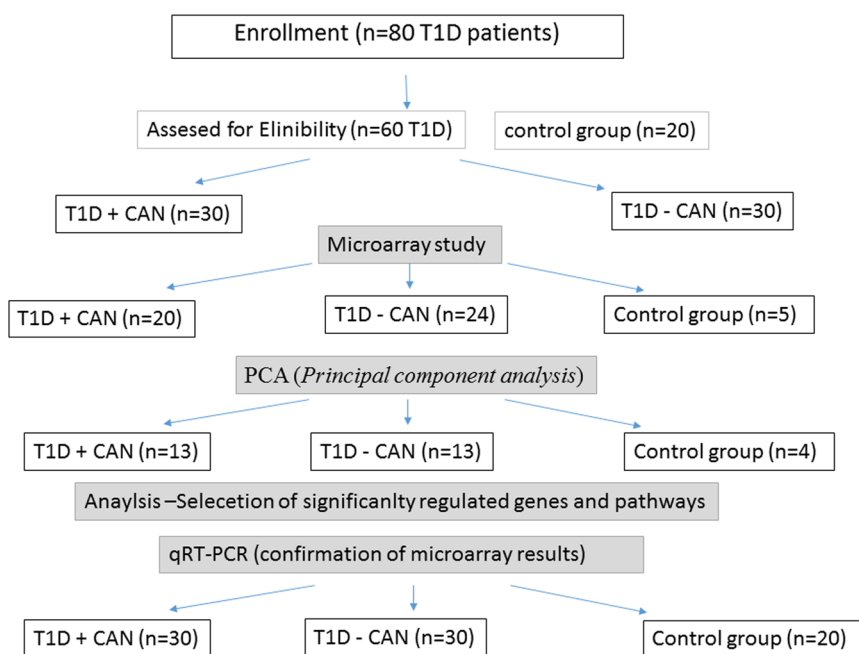 Enrollment (n=80 T1D patients)
Assesed for Elinibility (n=60 T1D)
control group (n=20)
T1D + CAN (n=30)
T1D - CAN (n=30)
Microarray study
T1D + CAN (n=20)
T1D - CAN (n=24)
Control group (n=5)
PCA (Principal component analysis)
T1D + CAN (n=13)
T1D - CAN (n=13)
Control group (n=4)
Anaylsis –Selecetion of significanlty regulated genes and pathways
qRT-PCR (confirmation of microarray results)
T1D + CAN (n=30)
T1D - CAN (n=30)
Control group (n=20)